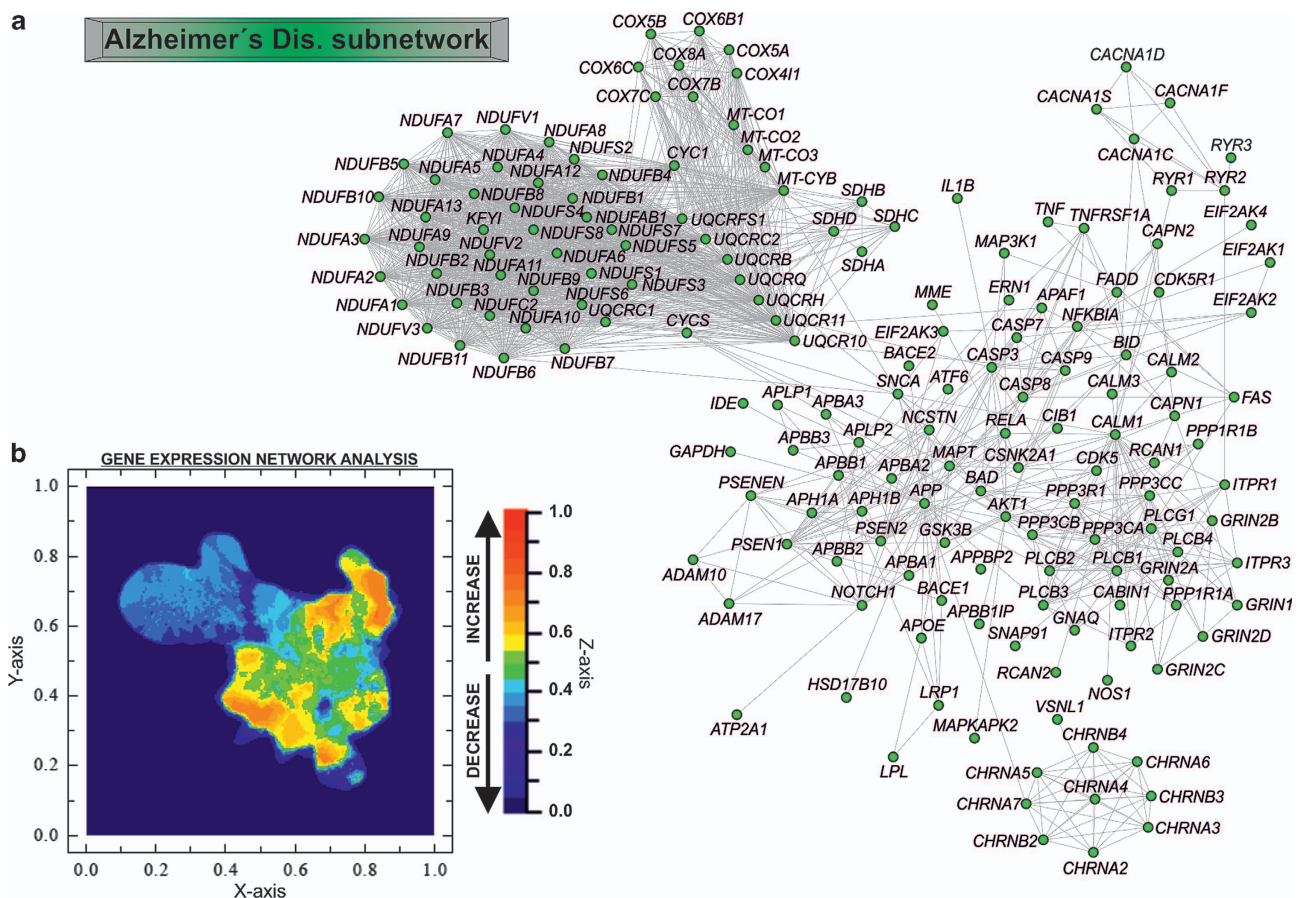 a
Alzheimer´s Dis. subnetwork
COX5B
COX6B1
COX5A
COX6C
COX8A
COX4I1
COX7C
COX7B
MT-CO1
MT-CO2
MT-CO3
MT-CYB
CYC1
NDUFV1
NDUFA7
NDUFA8
NDUFS2
NDUFB5
NDUFA4
NDUFA5
NDUFA12
NDUFB4
NDUFB10
NDUFB8
NDUFB1
NDUFA13
NDUFS4
NDUFAB1
UQCRFS1
KFYI
NDUFS8
NDUFS7
NDUFA3
NDUFA9
NDUFV2
NDUFS5
UQCRC2
NDUFB2
NDUFA6
UQCRB
NDUFA2
NDUFA11
NDUFS1
UQCRQ
NDUFB9
NDUFS3
NDUFB3
NDUFS6
UQCRH
NDUFA1
NDUFC2
UQCRC1
NDUFA10
UQCR11
NDUFV3
CYCS
UQCR10
NDUFB11
NDUFB6
NDUFB7
SDHB
SDHD
SDHC
SDHA
CACNA1D
CACNA1S
CACNA1F
CACNA1C
RYR3
RYR1
RYR2
IL1B
TNF
TNFRSF1A
EIF2AK4
MAP3K1
CAPN2
EIF2AK1
MME
ERN1
APAF1
FADD
CDK5R1
EIF2AK2
EIF2AK3
CASP7
NFKBIA
BACE2
CASP3
CASP9
BID
CALM2
SNCA
ATF6
CASP8
CALM3
CAPN1
FAS
IDE
APLP1
APBA3
NCSTN
RELA
CIB1
CALM1
PPP1R1B
GAPDH
APBB3
APLP2
MAPT
CSNK2A1
RCAN1
APBB1
APBA2
BAD
CDK5
PSENEN
APH1A
APH1B
APP
AKT1
PPP3R1
PPP3CC
ITPR1
PSEN2
GSK3B
PPP3CB
PPP3CA
PLCG1
GRIN2B
PSEN1
APBB2
APBA1
APPBP2
PLCB2
PLCB1
PLCB4
GRIN2A
ITPR3
ADAM10
NOTCH1
BACE1
PLCB3
CABIN1
PPP1R1A
GRIN1
ADAM17
APOE
APBB1IP
SNAP91
GNAQ
ITPR2
GRIN2D
RCAN2
GRIN2C
HSD17B10
LRP1
NOS1
ATP2A1
MAPKAPK2
VSNL1
LPL
CHRNB4
CHRNA5
CHRNA6
CHRNA4
CHRNA7
CHRNB3
CHRNA3
CHRNB2
CHRNA2
b
GENE EXPRESSION NETWORK ANALYSIS
1.0
0.8
0.6
0.4
0.2
0.0
Y-axis
0.0 0.2 0.4 0.6 0.8 1.0
X-axis
INCREASE
DECREASE
1.0
0.8
0.6
0.4
0.2
0.0
Z-axis